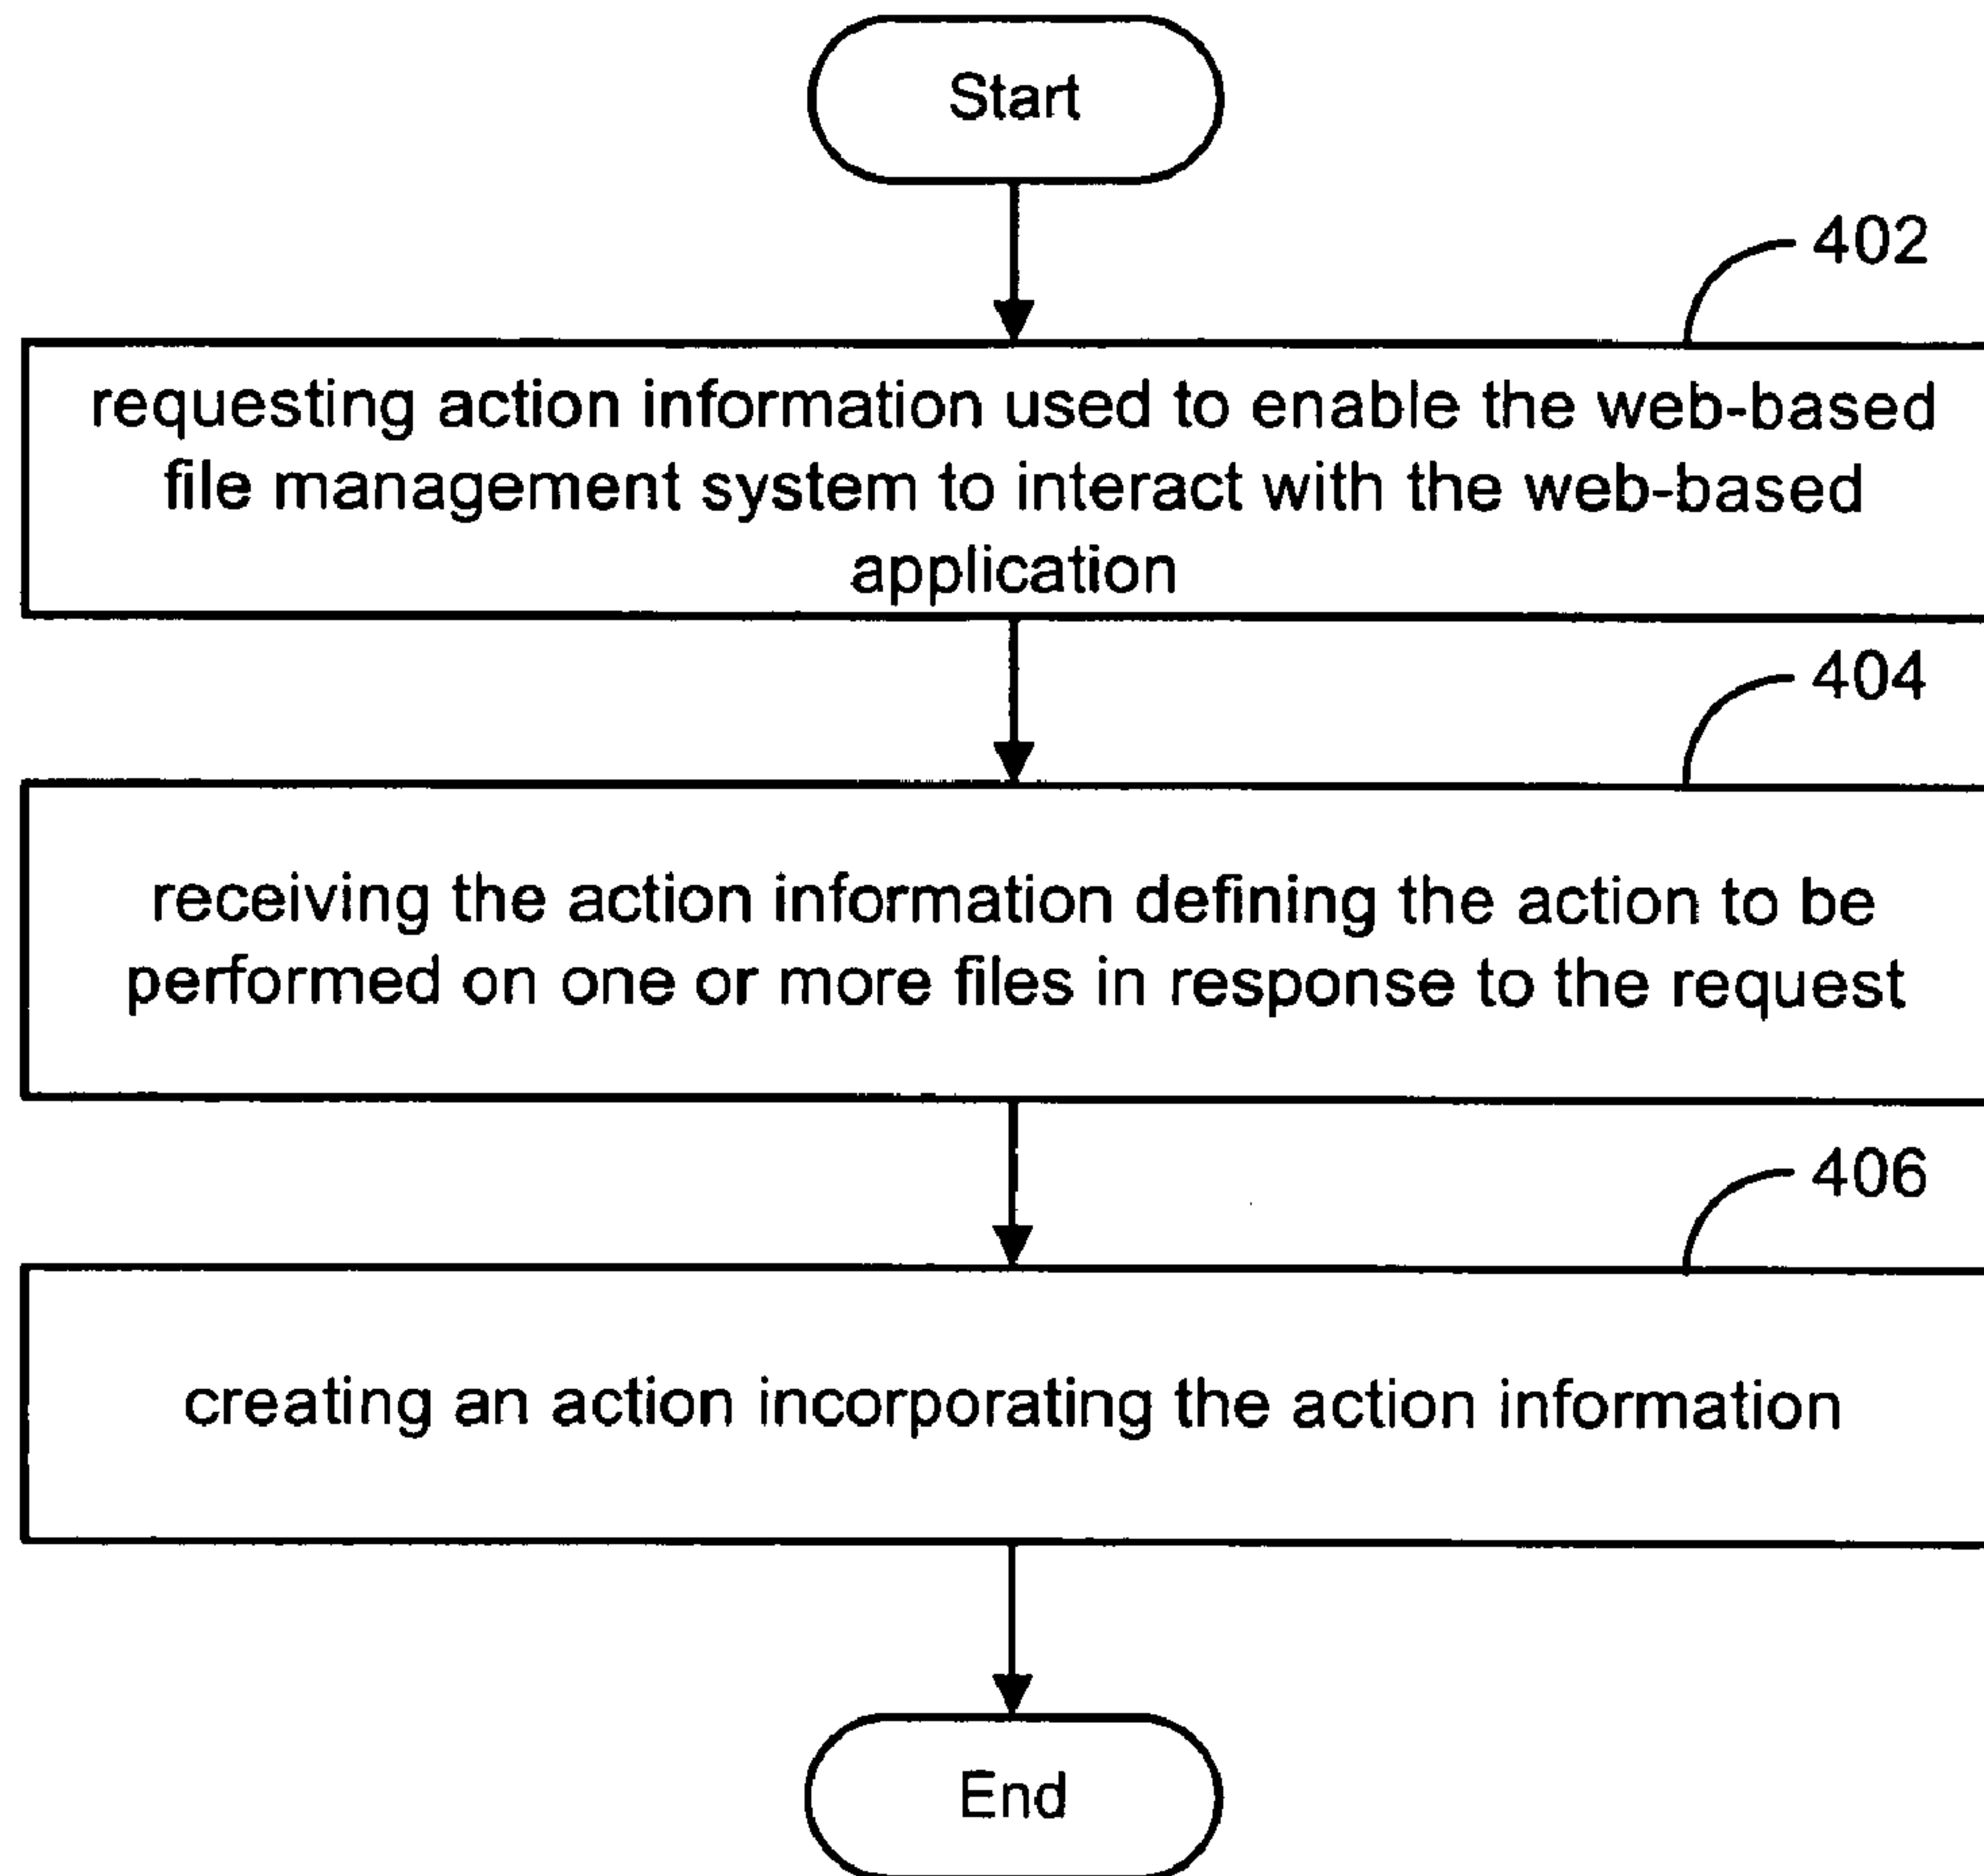 Start
402
requesting action information used to enable the web-based
file management system to interact with the web-based
application
404
receiving the action information defining the action to be
performed on one or more files in response to the request
406
creating an action incorporating the action information
End